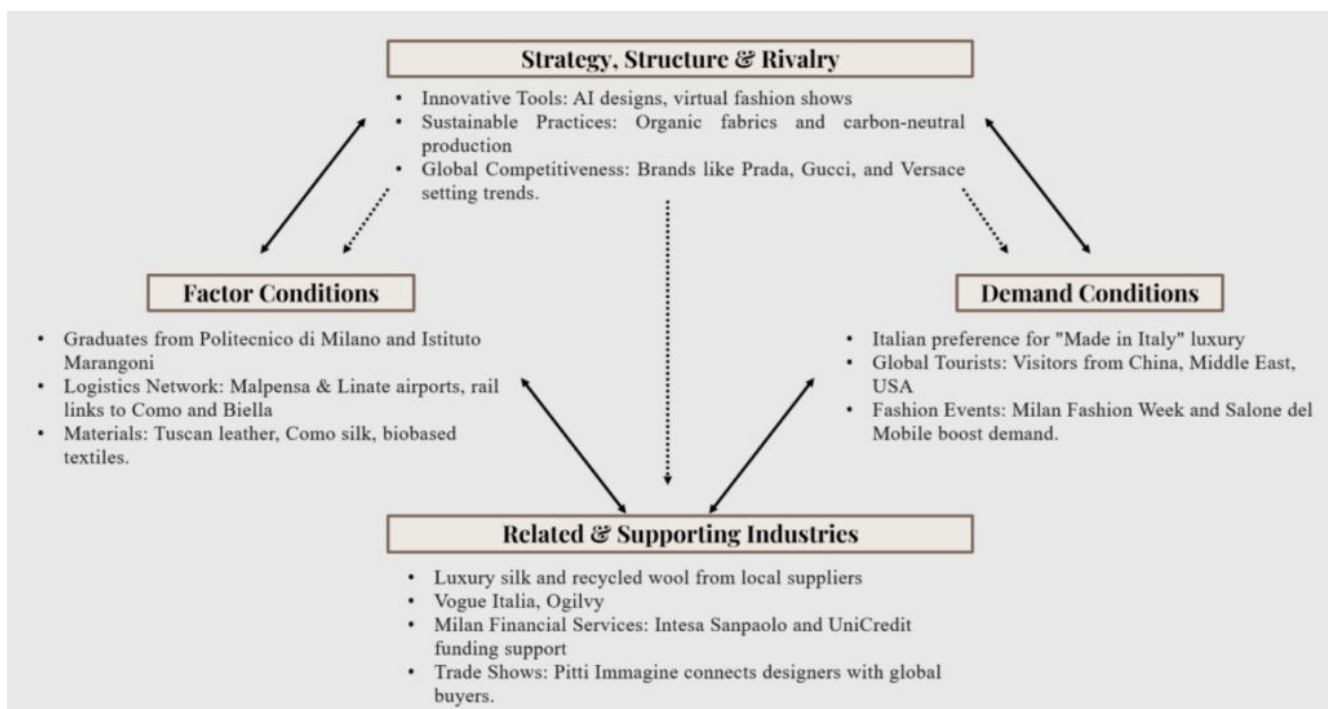 Strategy, Structure & Rivalry
• Innovative Tools: AI designs, virtual fashion shows
• Sustainable Practices: Organic fabrics and carbon-neutral
production
• Global Competitiveness: Brands like Prada, Gucci, and Versace
setting trends.
Factor Conditions
• Graduates from Politecnico di Milano and Istituto
Marangoni
• Logistics Network: Malpensa & Linate airports, rail
links to Como and Biella
• Materials: Tuscan leather, Como silk, biobased
textiles.
Demand Conditions
• Italian preference for "Made in Italy" luxury
• Global Tourists: Visitors from China, Middle East,
USA
• Fashion Events: Milan Fashion Week and Salone del
Mobile boost demand.
Related & Supporting Industries
• Luxury silk and recycled wool from local suppliers
• Vogue Italia, Ogilvy
• Milan Financial Services: Intesa Sanpaolo and UniCredit
funding support
• Trade Shows: Pitti Immagine connects designers with global
buyers.